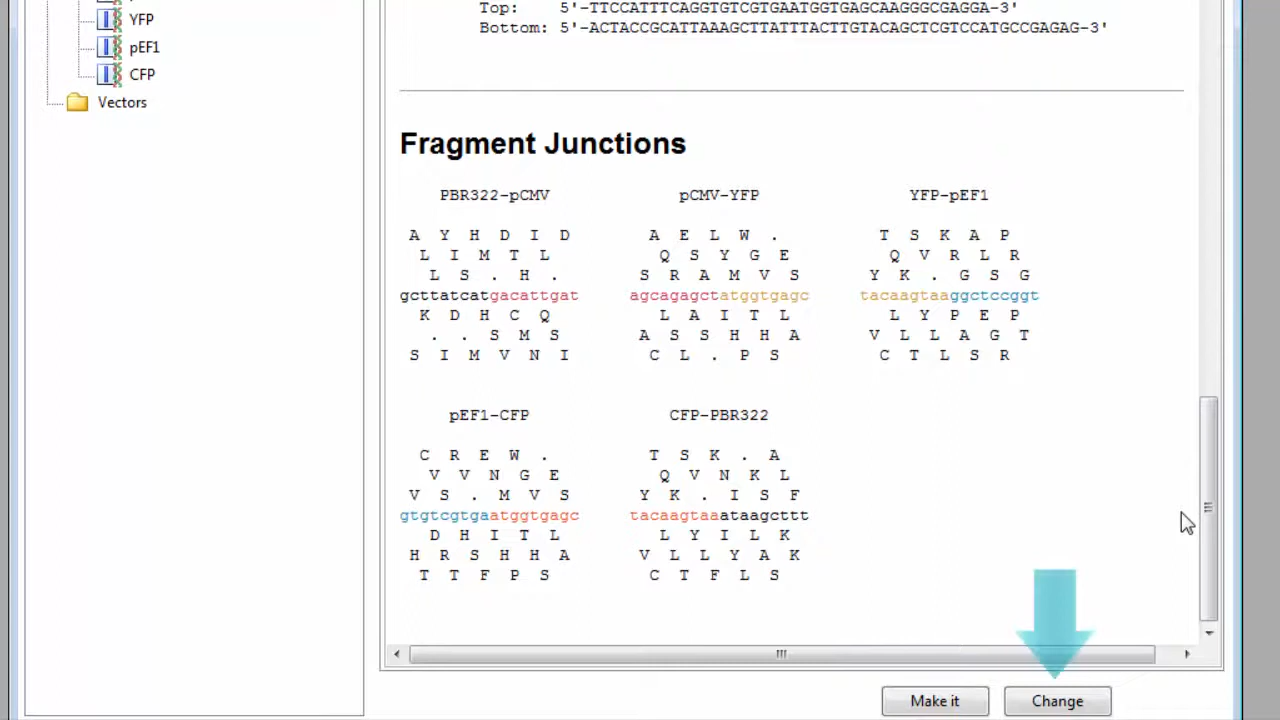 YFP
pEF1
CFP
Vectors
Top: 5'-TTCCATTTCAGGTGTCGTGAATGGTGAGCAAGGGCGAGGA-3'
Bottom: 5'-ACTACCGCATTAAAGCTTATTTACTTGTACAGCTCGTCCATGCCGAGAG-3'
Fragment Junctions
PBR322-pCMV pCMV-YFP YFP-pEF1
A Y H D I D A E L W . T S K A P
L I M T L Q S Y G E Q V R L R
L S . H . S R A M V S Y K . G S G
gcttatcatgacattgat agcagagctatggtgagc tacaagtaaggctccggt
K D H C Q L A I T L L Y P E P
. . S M S A S S H H A V L L A G T
S I M V N I C L . P S C T L S R
pEF1-CFP CFP-PBR322
C R E W . T S K . A
V V N G E Q V N K L
V S . M V S Y K . I S F
gtgtcgtgaatggtgagc tacaagtaaataagcttt
D H I T L L Y I L K
H R S H H A V L L Y A K
T T F P S C T F L S
Make it Change